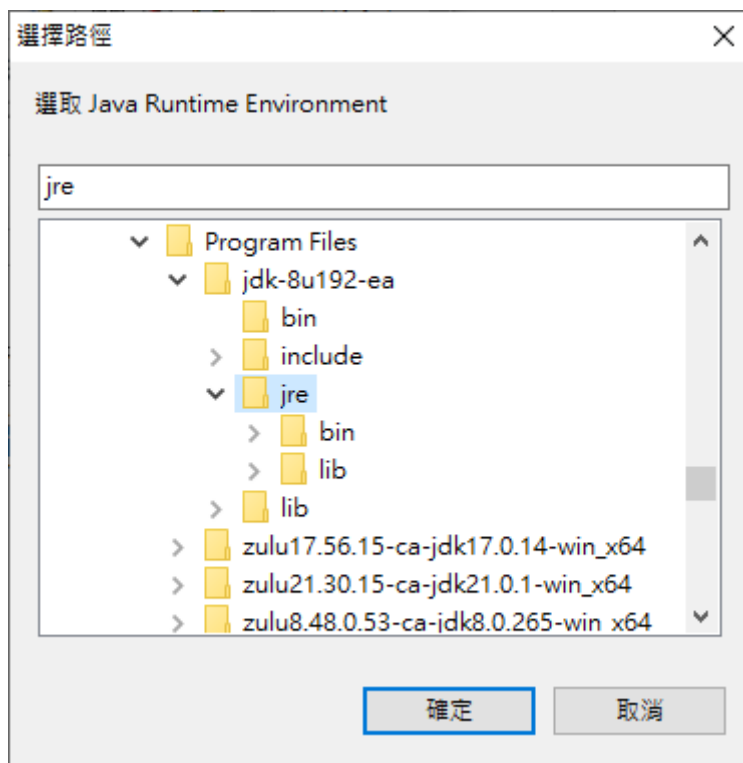 選擇路徑
選取 Java Runtime Environment
jre
Program Files
jdk-8u192-ea
bin
include
jre
bin
lib
lib
zulu17.56.15-ca-jdk17.0.14-win_x64
zulu21.30.15-ca-jdk21.0.1-win_x64
zulu8.48.0.53-ca-jdk8.0.265-win_x64
確定
取消